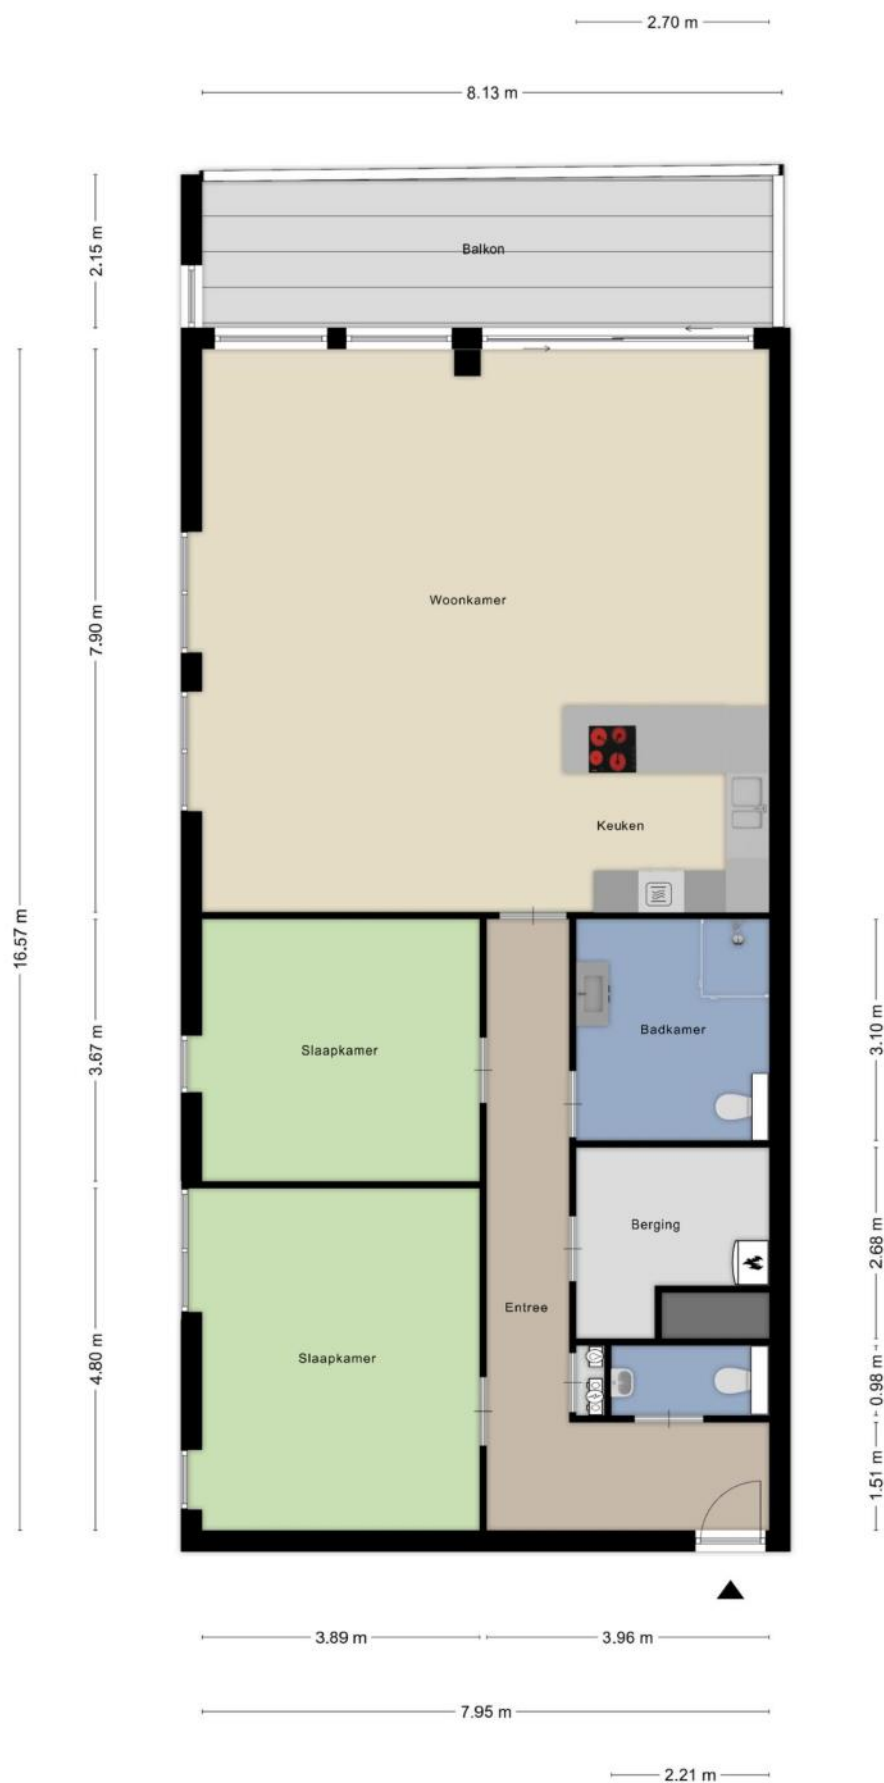 2.70 m
8.13 m
2.15 m
Balkon
7.90 m
Woonkamer
Keuken
16.57 m
3.67 m
Slaapkamer
Badkamer
3.10 m
Berging
2.68 m
Entree
4.80 m
Slaapkamer
0.98 m
1.51 m
3.89 m
3.96 m
7.95 m
2.21 m